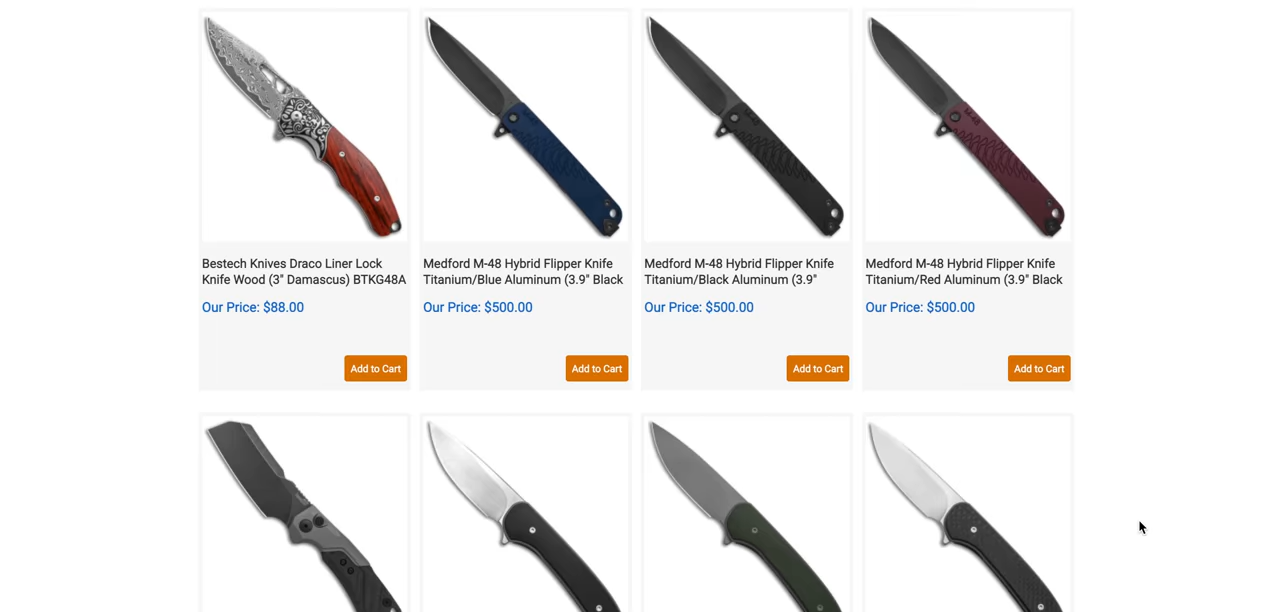 Bestech Knives Draco Liner Lock
Knife Wood (3" Damascus) BTKG48A
Our Price: $88.00
Add to Cart
Medford M-48 Hybrid Flipper Knife
Titanium/Blue Aluminum (3.9" Black
Our Price: $500.00
Add to Cart
Medford M-48 Hybrid Flipper Knife
Titanium/Black Aluminum (3.9"
Our Price: $500.00
Add to Cart
M-48
Medford M-48 Hybrid Flipper Knife
Titanium/Red Aluminum (3.9" Black
Our Price: $500.00
Add to Cart